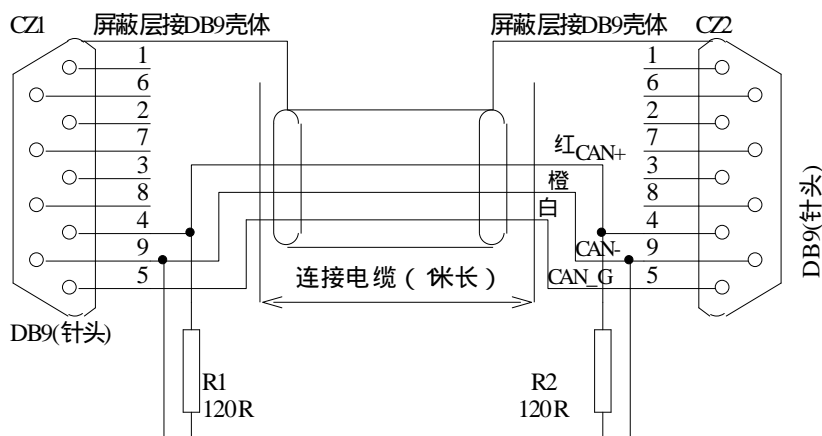 CZ1 屏蔽层接DB9壳体 屏蔽层接DB9壳体 CZ2
1 1
6 6
2 2
7 7
3 红 CAN+ 3
8 橙 8
4 白 4
9 CAN- 9
5 连接电缆（ 米长） CAN_G 5
DB9(针头)
DB9(针头)
R1 R2
120R 120R